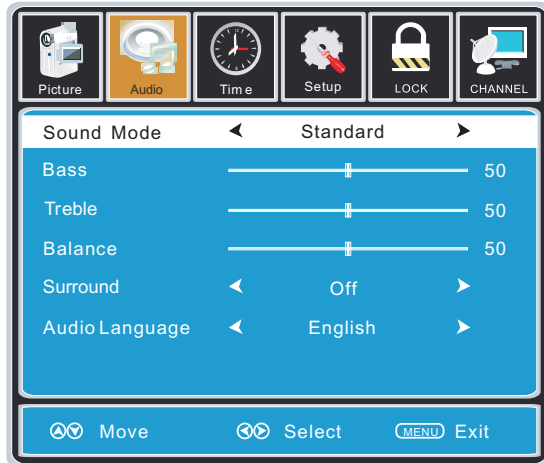 Picture Audio Time Setup LOCK CHANNEL
Sound Mode Standard
Bass 50
Treble 50
Balance 50
Surround Off
Audio Language English
Move Select MENU Exit